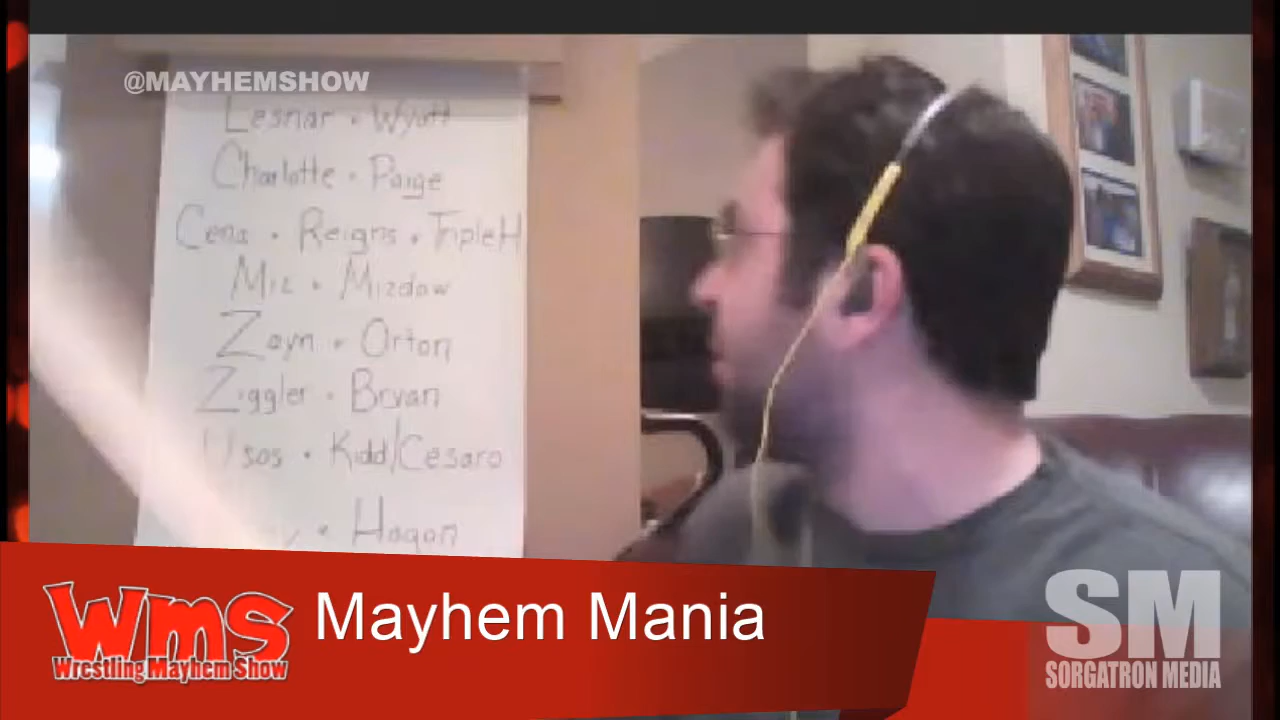 @MAYHEMSHOW
Lesnar • Wyatt
Charlotte • Paige
Cena • Reigns • TripleH
Miz • Mizdow
Zayn • Orton
Ziggler • Bryan
Usos • Kidd/Cesaro
• Hogan
wms
Wrestling Mayhem Show
Mayhem Mania
SM
SORGATRON MEDIA